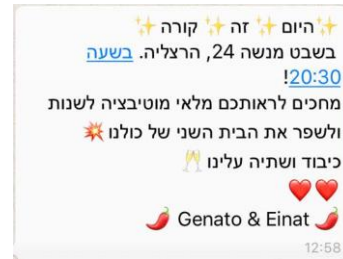 ✨היום✨ זה✨ קורה✨
בשבט מנשה 24, הרצליה. בשעה
20:30!
מחכים לראותכם מלאי מוטיבציה לשנות
ולשפר את הבית השני של כולנו 💥
כיבוד ושתיה עלינו 🥂
❤️❤️
🌶️ Genato & Einat 🌶️
12:58